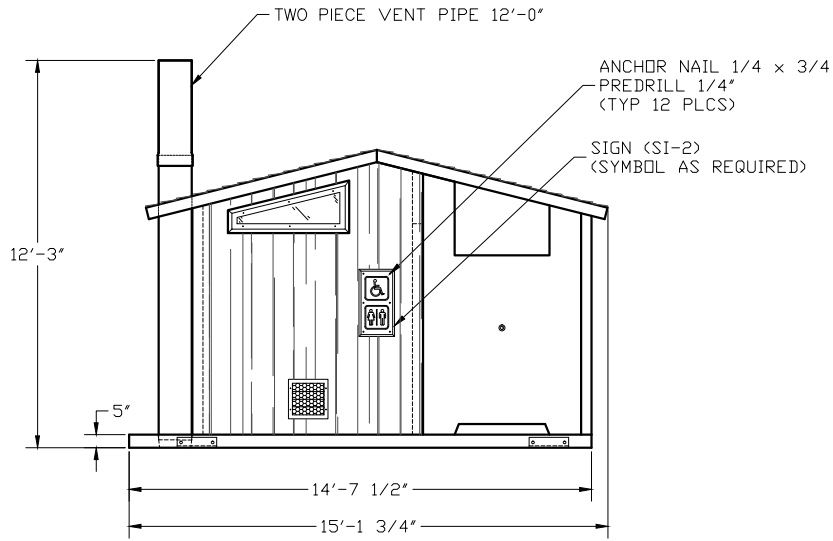 TWO PIECE VENT PIPE 12'-0"
ANCHOR NAIL 1/4 x 3/4
PREDRILL 1/4"
(TYP 12 PLCS)
SIGN (SI-2)
(SYMBOL AS REQUIRED)
12'-3"
5"
14'-7 1/2"
15'-1 3/4"